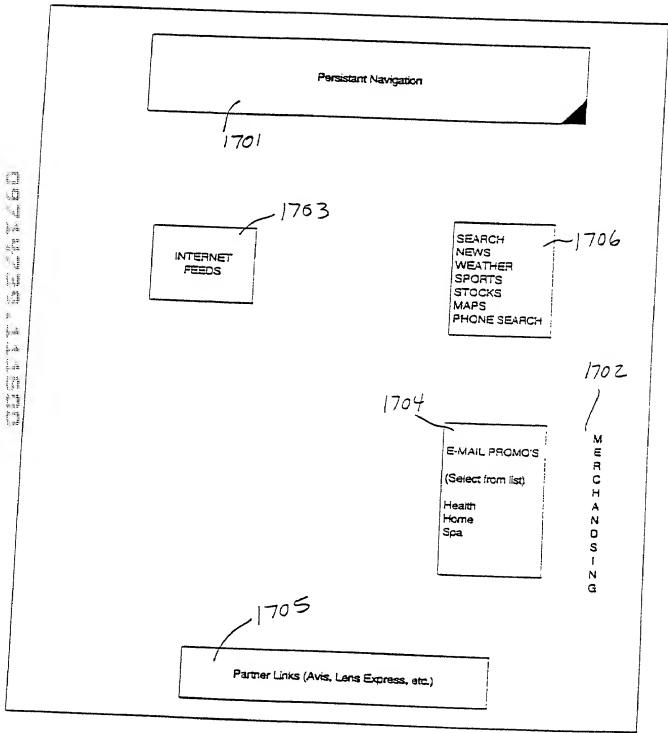 Persistant Navigation
1701
1703
INTERNET
FEEDS
SEARCH
NEWS
WEATHER
SPORTS
STOCKS
MAPS
PHONE SEARCH
1706
1702
1704
E-MAIL PROMO'S
(Select from list)
Health
Home
Spa
M
E
R
C
H
A
N
D
S
I
N
G
1705
Partner Links (Avis, Lens Express, etc.)